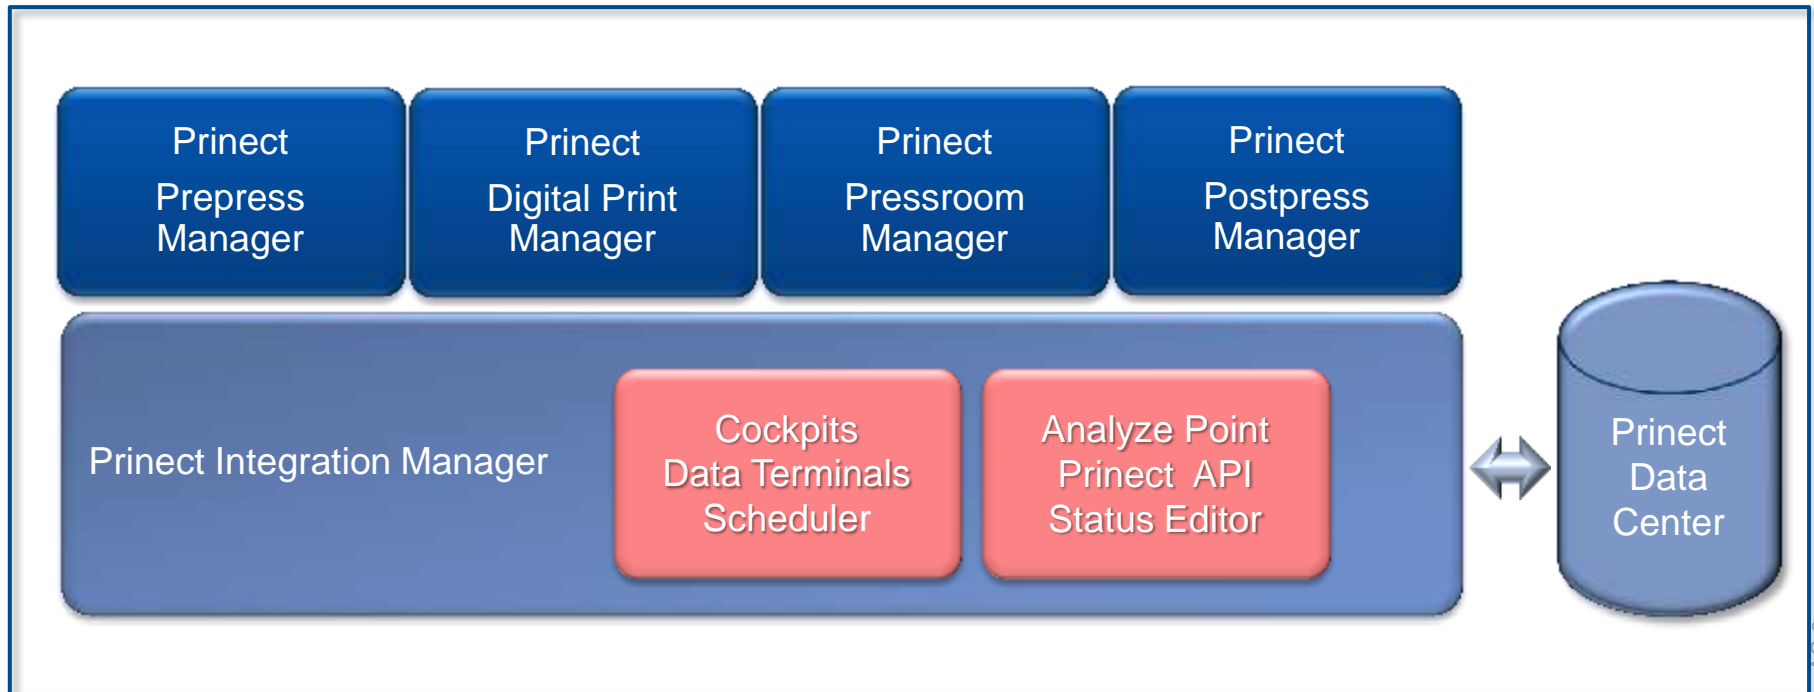 Prinect
Prepress
Manager
Prinect
Digital Print
Manager
Prinect
Pressroom
Manager
Prinect
Postpress
Manager
Prinect Integration Manager
Cockpits
Data Terminals
Scheduler
Analyze Point
Prinect API
Status Editor
Prinect
Data
Center